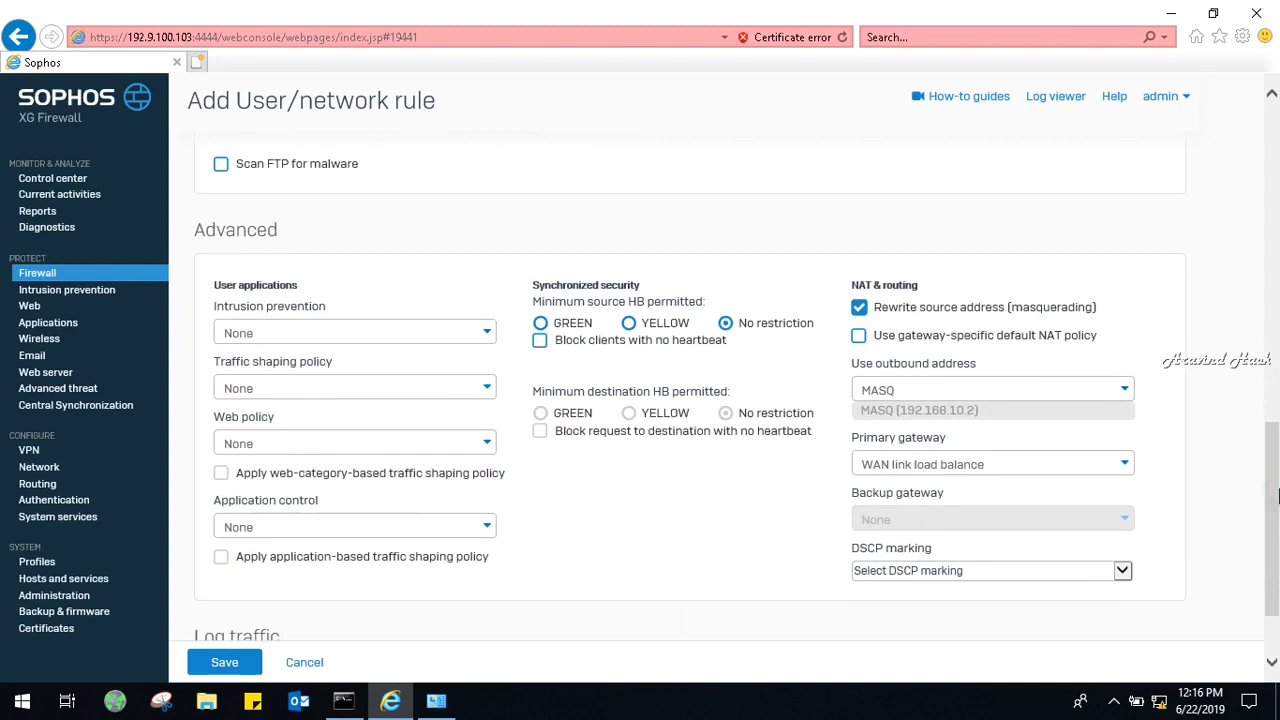 https://192.9.100.103:4444/webconsole/webpages/index.jsp#19441
Certificate error
Search...
Sophos
SOPHOS
XG Firewall
Add User/network rule
How-to guides
Log viewer
Help
admin
MONITOR & ANALYZE
Control center
Current activities
Reports
Diagnostics
PROTECT
Firewall
Intrusion prevention
Web
Applications
Wireless
Email
Web server
Advanced threat
Central Synchronization
CONFIGURE
VPN
Network
Routing
Authentication
System services
SYSTEM
Profiles
Hosts and services
Administration
Backup & firmware
Certificates
Scan FTP for malware
Advanced
User applications
Intrusion prevention
None
Traffic shaping policy
None
Web policy
None
Apply web-category-based traffic shaping policy
Application control
None
Apply application-based traffic shaping policy
Synchronized security
Minimum source HB permitted:
GREEN YELLOW No restriction
Block clients with no heartbeat
Minimum destination HB permitted:
GREEN YELLOW No restriction
Block request to destination with no heartbeat
NAT & routing
Rewrite source address (masquerading)
Use gateway-specific default NAT policy
Use outbound address
MASQ
MASQ (192.168.10.2)
Primary gateway
WAN link load balance
Backup gateway
None
DSCP marking
Select DSCP marking
Log traffic
Save
Cancel
12:16 PM
6/22/2019